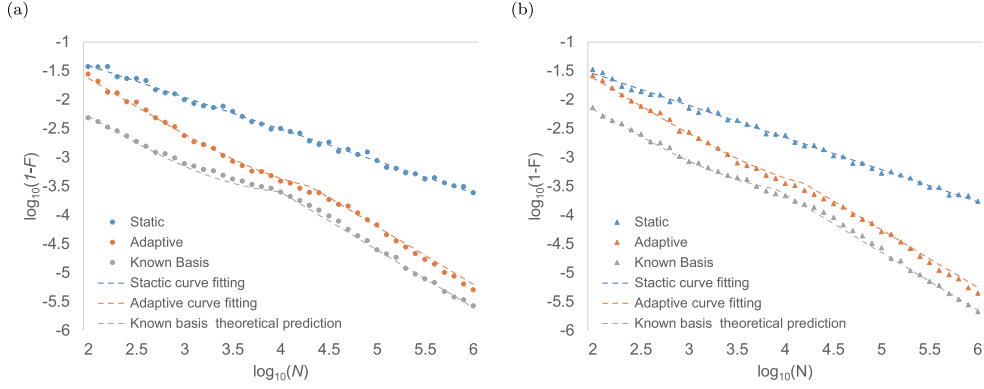 (a)
-1
-1.5
-2
-2.5
-3
-3.5
-4
-4.5
-5
-5.5
-6
log10(1-F)
Static
Adaptive
Known Basis
Stactic curve fitting
Adaptive curve fitting
Known basis theoretical prediction
2 2.5 3 3.5 4 4.5 5 5.5 6
log10(N)
(b)
-1
-1.5
-2
-2.5
-3
-3.5
-4
-4.5
-5
-5.5
-6
log10(1-F)
Static
Adaptive
Known Basis
Stactic curve fitting
Adaptive curve fitting
Known basis theoretical prediction
2 2.5 3 3.5 4 4.5 5 5.5 6
log10(N)